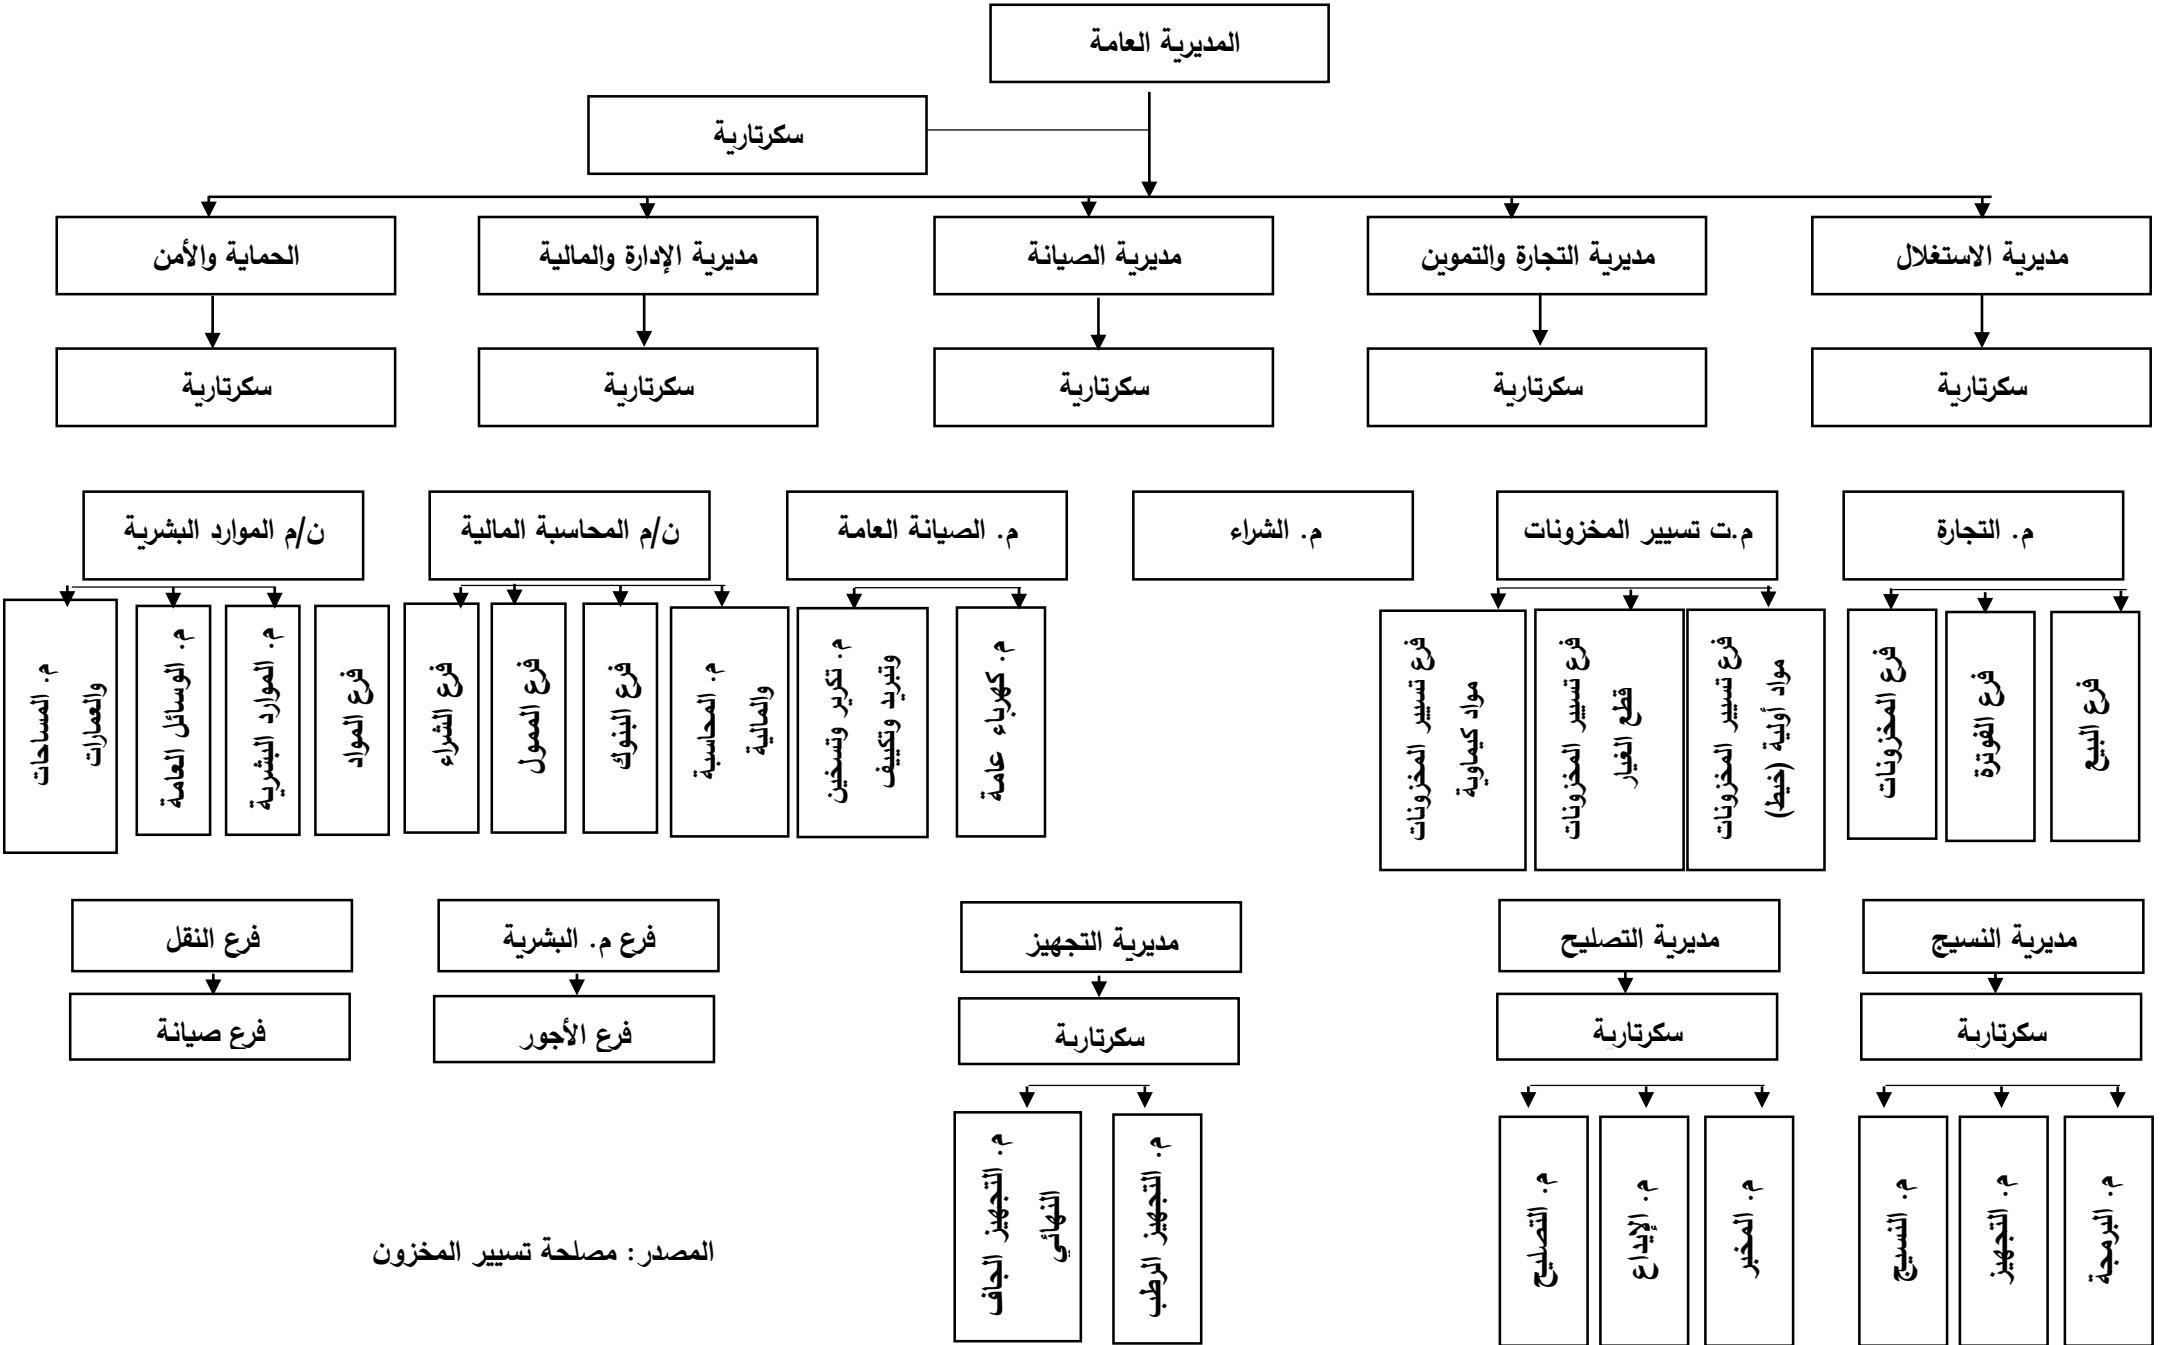 المديرية العامة
سكرتارية
مديرية الاستغلال
مديرية التجارة والتموين
مديرية الصيانة
مديرية الإدارة والمالية
الحماية والأمن
سكرتارية
سكرتارية
سكرتارية
سكرتارية
سكرتارية
م. التجارة
م.ت تسيير المخزونات
م. الشراء
م. الصيانة العامة
ن/م المحاسبة المالية
ن/م الموارد البشرية
فرع البيع
فرع الفوترة
فرع المخزونات
فرع تسيير المخزونات
مواد أولية (خيط)
فرع تسيير المخزونات
قطع الغيار
فرع تسيير المخزونات
مواد كيماوية
م. كهرباء عامة
م. تكرير وتسخين
وتبريد وتكييف
م. المحاسبة
والمالية
فرع البنوك
فرع الممول
فرع الشراء
فرع المواد
م. الموارد البشرية
م. الوسائل العامة
م. المساحات
والعمارات
مديرية النسيج
مديرية التصليح
مديرية التجهيز
فرع م. البشرية
فرع النقل
سكرتارية
سكرتارية
سكرتارية
فرع الأجور
فرع صيانة
م. البرمجة
م. التجهيز
م. النسيج
م. المخبر
م. الإيداع
م. التصليح
م. التجهيز الرطب
م. التجهيز الجاف
النهائي
المصدر: مصلحة تسيير المخزون